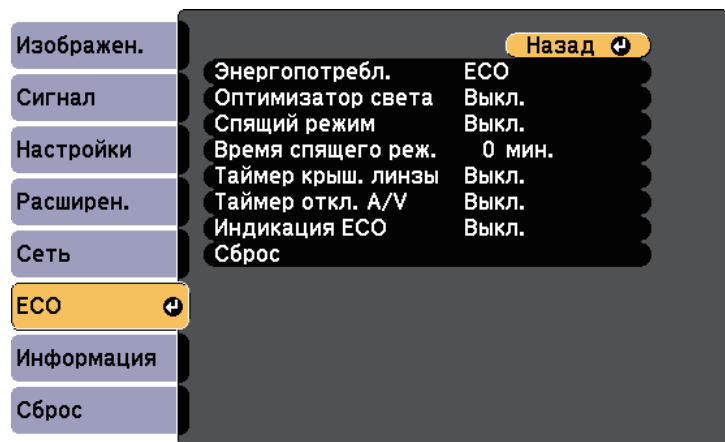 Изображен.
Сигнал
Настройки
Расширен.
Сеть
ECO
Информация
Сброс
Назад
Энергопотребл. ECO
Оптимизатор света Выкл.
Спящий режим Выкл.
Время спящего реж. 0 мин.
Таймер крыш. линзы Выкл.
Таймер откл. A/V Выкл.
Индикация ECO Выкл.
Сброс